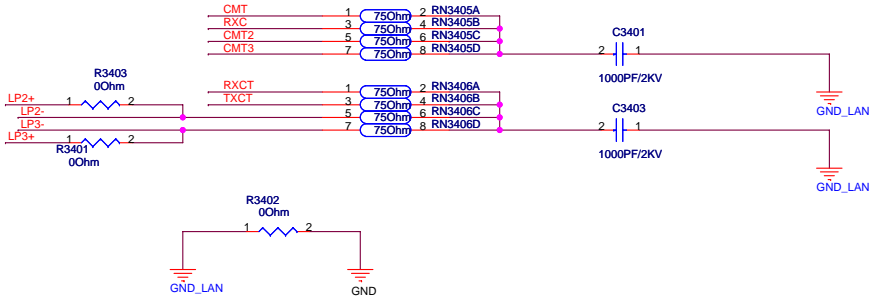 CMT 1 75Ohm 2 RN3405A
RXC 3 75Ohm 4 RN3405B
CMT2 5 75Ohm 6 RN3405C
CMT3 7 75Ohm 8 RN3405D
C3401
2 1
1000PF/2KV
GND_LAN
R3403
0Ohm
LP2+ 1 2
LP2-
LP3-
LP3+ 1 2
R3401
0Ohm
RXCT 1 75Ohm 2 RN3406A
TXCT 3 75Ohm 4 RN3406B
5 75Ohm 6 RN3406C
7 75Ohm 8 RN3406D
C3403
2 1
1000PF/2KV
GND_LAN
R3402
0Ohm
1 2
GND_LAN
GND